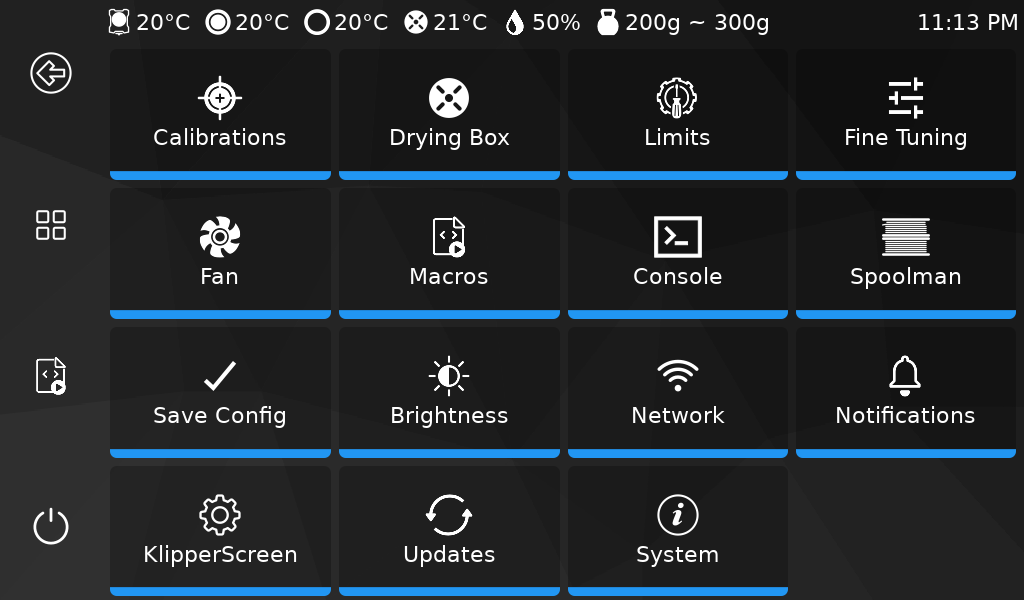 20°C 20°C 20°C 21°C 50% 200g ~ 300g 11:13 PM
Calibrations Drying Box Limits Fine Tuning
Fan Macros Console Spoolman
Save Config Brightness Network Notifications
KlipperScreen Updates System